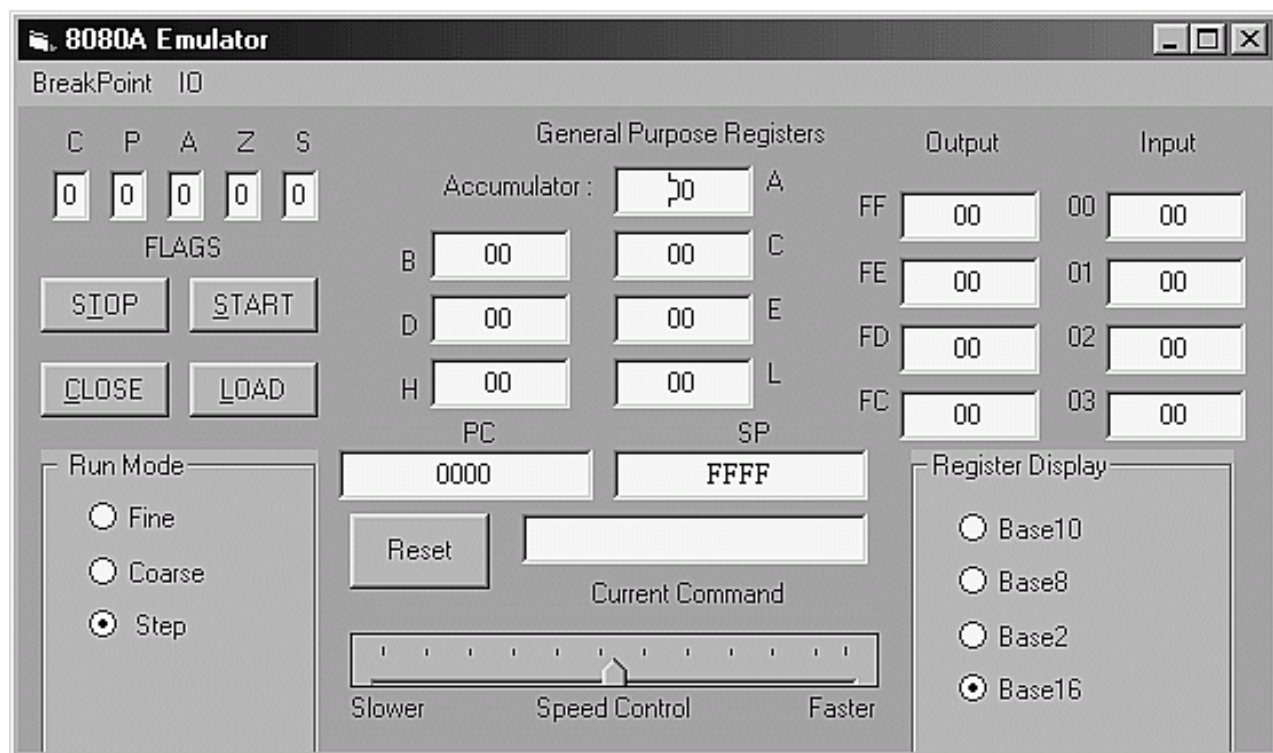 8080A Emulator
BreakPoint IO
C P A Z S
0 0 0 0 0
FLAGS
STOP START
CLOSE LOAD
General Purpose Registers
Accumulator : A
B 00 00 C
D 00 00 E
H 00 00 L
PC SP
0000 FFFF
Reset
Current Command
Slower Speed Control Faster
Output Input
FF 00 00 00
FE 00 01 00
FD 00 02 00
FC 00 03 00
Run Mode
Fine
Coarse
Step
Register Display
Base10
Base8
Base2
Base16